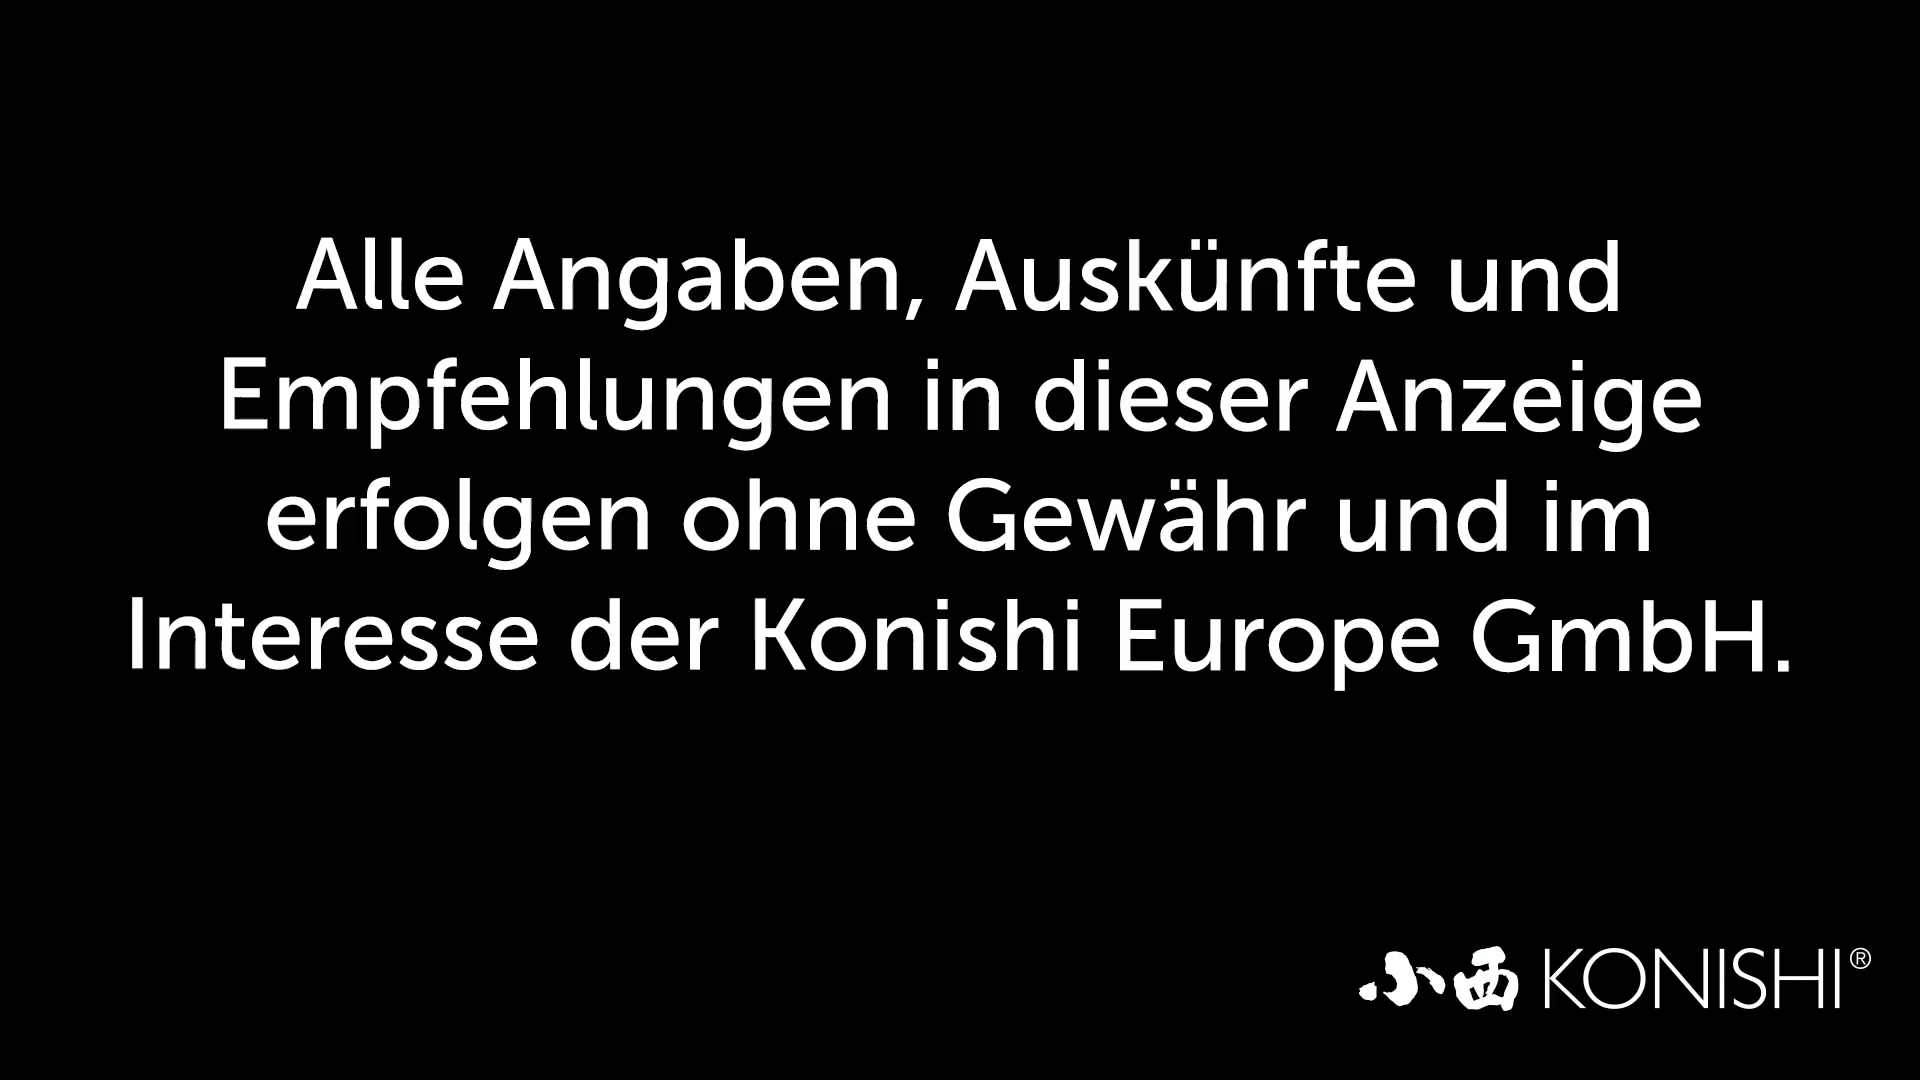 Alle Angaben, Auskünfte und
Empfehlungen in dieser Anzeige
erfolgen ohne Gewähr und im
Interesse der Konishi Europe GmbH.
小西 KONISHI®